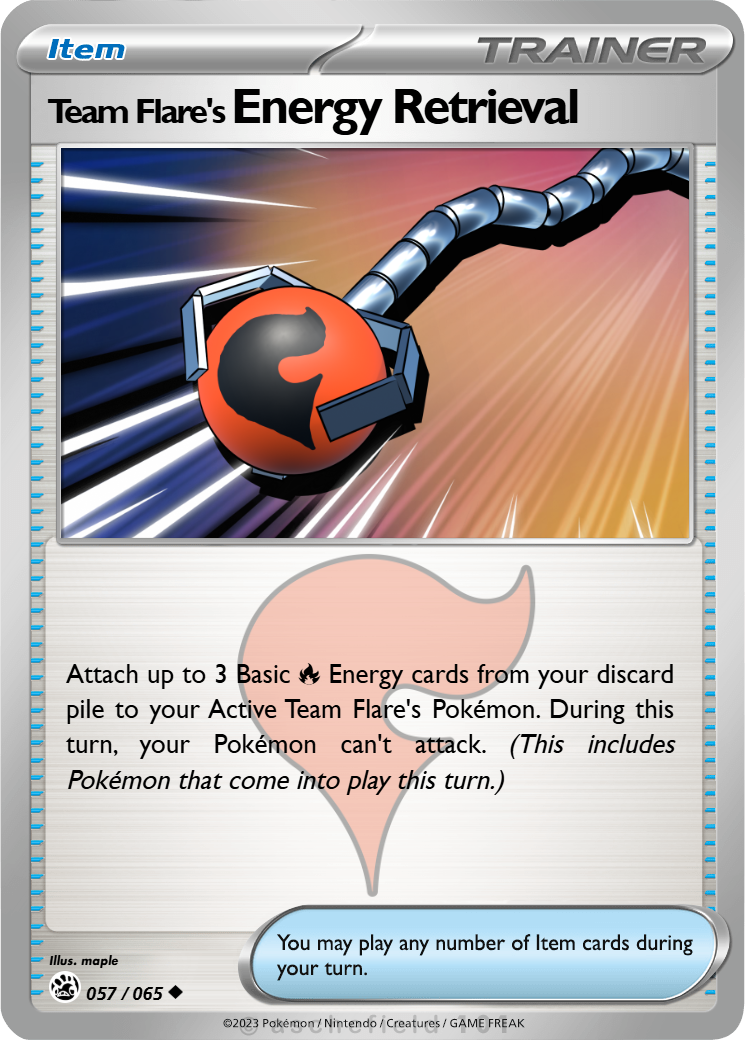 Item
TRAINER
Team Flare's Energy Retrieval
Attach up to 3 Basic Energy cards from your discard
pile to your Active Team Flare's Pokémon. During this
turn, your Pokémon can't attack. (This includes
Pokémon that come into play this turn.)
You may play any number of Item cards during
your turn.
Illus. maple
057 / 065
©2023 Pokémon / Nintendo / Creatures / GAME FREAK